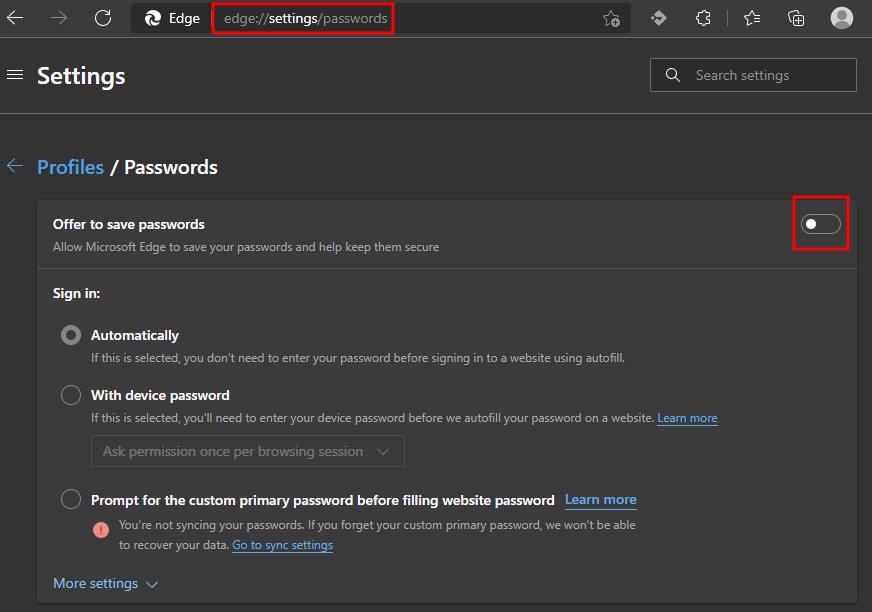 Edge edge://settings/passwords
Settings
Search settings
Profiles / Passwords
Offer to save passwords
Allow Microsoft Edge to save your passwords and help keep them secure
Sign in:
Automatically
If this is selected, you don't need to enter your password before signing in to a website using autofill.
With device password
If this is selected, you'll need to enter your device password before we autofill your password on a website. Learn more
Ask permission once per browsing session
Prompt for the custom primary password before filling website password Learn more
You're not syncing your passwords. If you forget your custom primary password, we won't be able
to recover your data. Go to sync settings
More settings